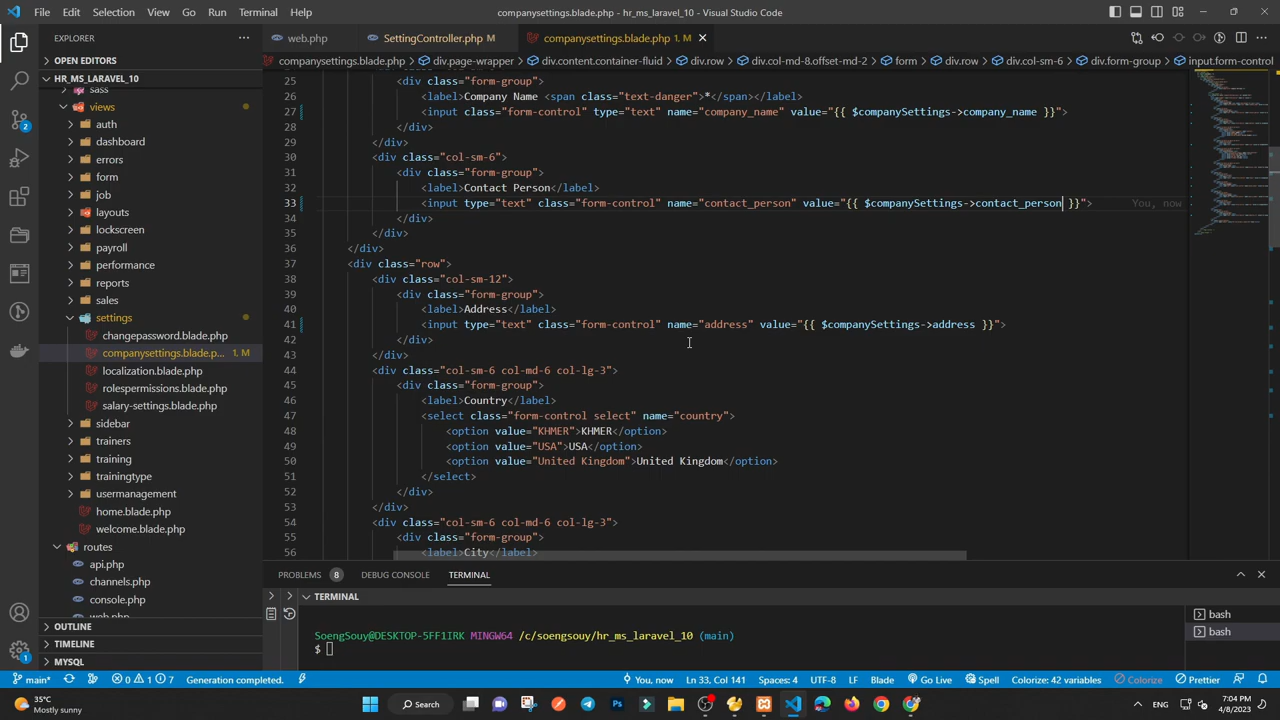 File Edit Selection View Go Run Terminal Help
companysettings.blade.php - hr_ms_laravel_10 - Visual Studio Code
EXPLORER
web.php SettingController.php M companysettings.blade.php 1, M
OPEN EDITORS
companysettings.blade.php > div.page-wrapper > div.content.container-fluid > div.row > div.col-md-8.offset-md-2 > form > div.row > div.col-sm-6 > div.form-group > input.form-control
HR_MS_LARAVEL_10
sass
views
auth
dashboard
errors
form
job
layouts
lockscreen
payroll
performance
reports
sales
settings
changepassword.blade.php
companysettings.blade.p... 1, M
localization.blade.php
rolespermissions.blade.php
salary-settings.blade.php
sidebar
trainers
training
trainingtype
usermanagement
home.blade.php
welcome.blade.php
routes
api.php
channels.php
console.php
web.php
OUTLINE
TIMELINE
MYSQL
25 <div class="form-group">
26 <label>Company Name <span class="text-danger">*</span></label>
27 <input class="form-control" type="text" name="company_name" value="{{ $companySettings->company_name }}">
28 </div>
29 </div>
30 <div class="col-sm-6">
31 <div class="form-group">
32 <label>Contact Person</label>
33 <input type="text" class="form-control" name="contact_person" value="{{ $companySettings->contact_person }}"> You, now
34 </div>
35 </div>
36 </div>
37 <div class="row">
38 <div class="col-sm-12">
39 <div class="form-group">
40 <label>Address</label>
41 <input type="text" class="form-control" name="address" value="{{ $companySettings->address }}">
42 </div>
43 </div>
44 <div class="col-sm-6 col-md-6 col-lg-3">
45 <div class="form-group">
46 <label>Country</label>
47 <select class="form-control select" name="country">
48 <option value="KHMER">KHMER</option>
49 <option value="USA">USA</option>
50 <option value="United Kingdom">United Kingdom</option>
51 </select>
52 </div>
53 </div>
54 <div class="col-sm-6 col-md-6 col-lg-3">
55 <div class="form-group">
56 <label>City</label>
PROBLEMS 8 DEBUG CONSOLE TERMINAL
TERMINAL
SoengSouy@DESKTOP-5FF1IRK MINGW64 /c/soengsouy/hr_ms_laravel_10 (main)
$
bash
bash
2
1
main* 0 1 7 Generation completed. You, now Ln 33, Col 141 Spaces: 4 UTF-8 LF Blade Go Live Spell Colorize: 42 variables Colorize Prettier
35°C
Mostly sunny
Search
ENG
7:04 PM
4/8/2023